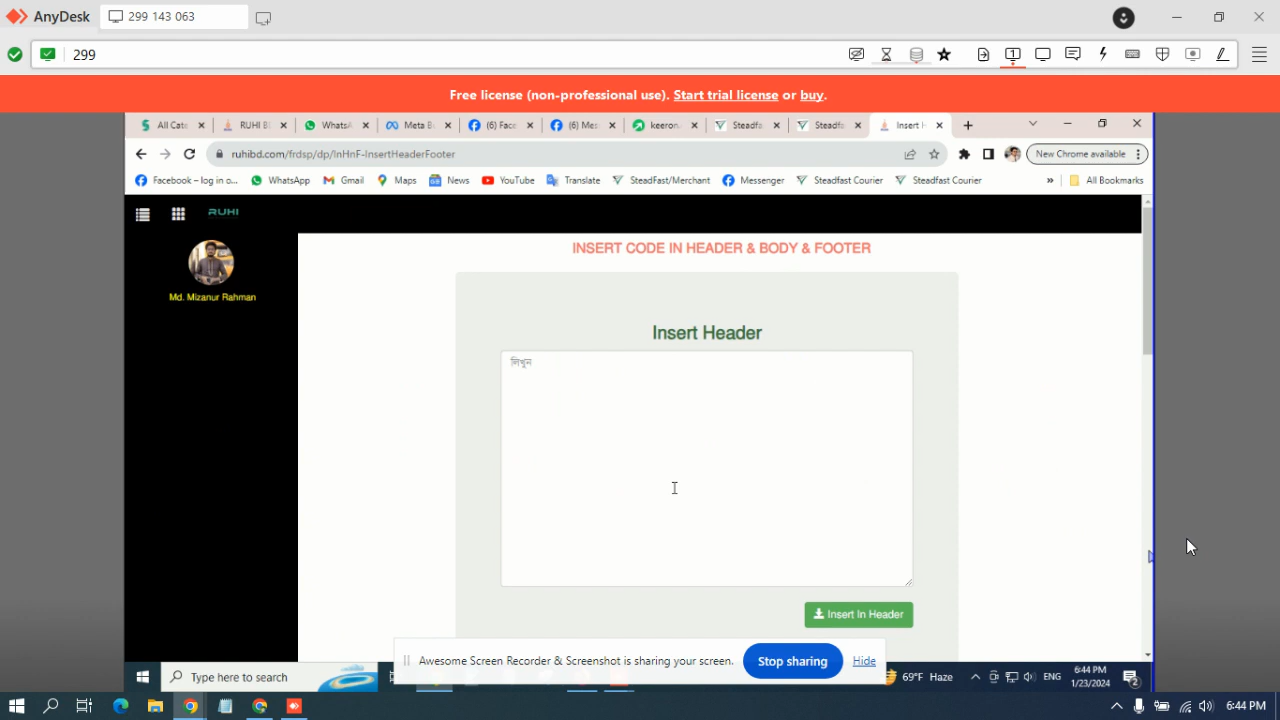 AnyDesk
299 143 063
299
Free license (non-professional use). Start trial license or buy.
All Cate
RUHI B
WhatsA
Meta B
(6) Face
(6) Mes
keeron.
Steadfa
Steadfa
Insert H
ruhibd.com/frdsp/dp/InHnF-InsertHeaderFooter
New Chrome available
Facebook – log in o...
WhatsApp
Gmail
Maps
News
YouTube
Translate
SteadFast/Merchant
Messenger
Steadfast Courier
Steadfast Courier
»
All Bookmarks
RUHI
Md. Mizanur Rahman
INSERT CODE IN HEADER & BODY & FOOTER
Insert Header
লিখুন
Insert In Header
Awesome Screen Recorder & Screenshot is sharing your screen.
Stop sharing
Hide
Type here to search
69°F Haze
ENG
6:44 PM
1/23/2024
2
6:44 PM